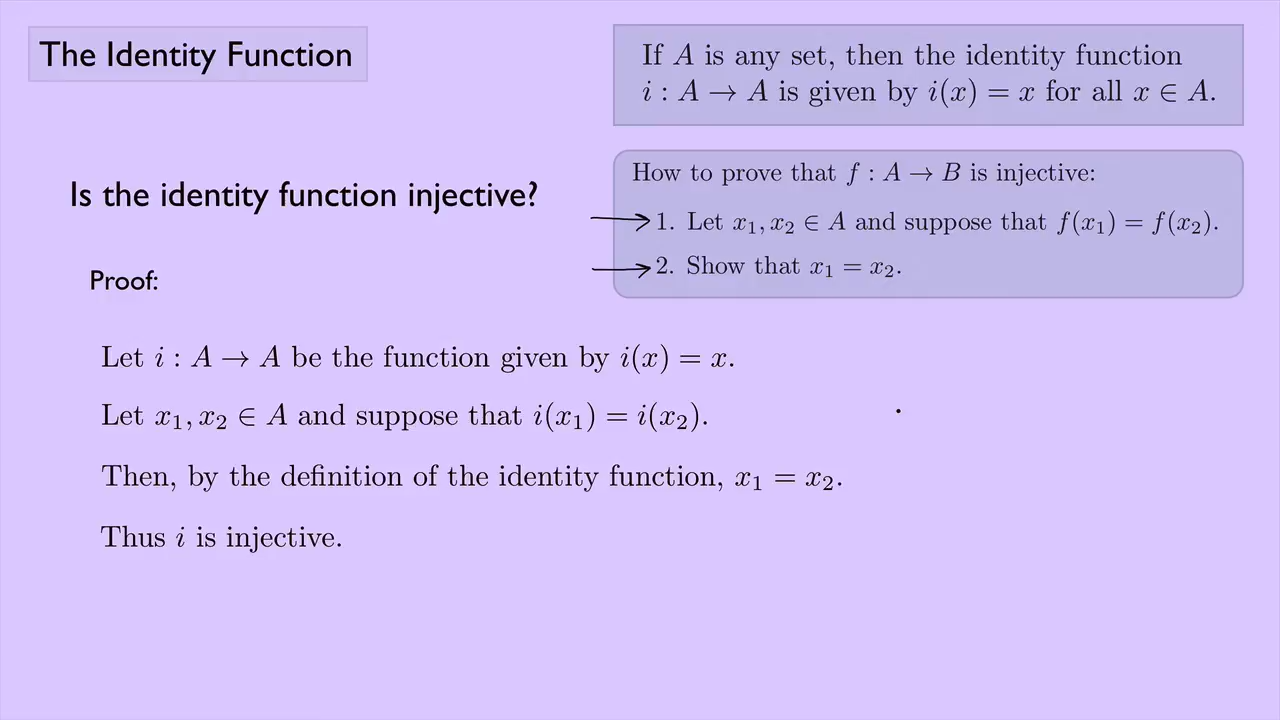 The Identity Function
If A is any set, then the identity function
i : A → A is given by i(x) = x for all x ∈ A.
Is the identity function injective?
How to prove that f : A → B is injective:
1. Let x₁, x₂ ∈ A and suppose that f(x₁) = f(x₂).
2. Show that x₁ = x₂.
Proof:
Let i : A → A be the function given by i(x) = x.
Let x₁, x₂ ∈ A and suppose that i(x₁) = i(x₂).
Then, by the definition of the identity function, x₁ = x₂.
Thus i is injective.